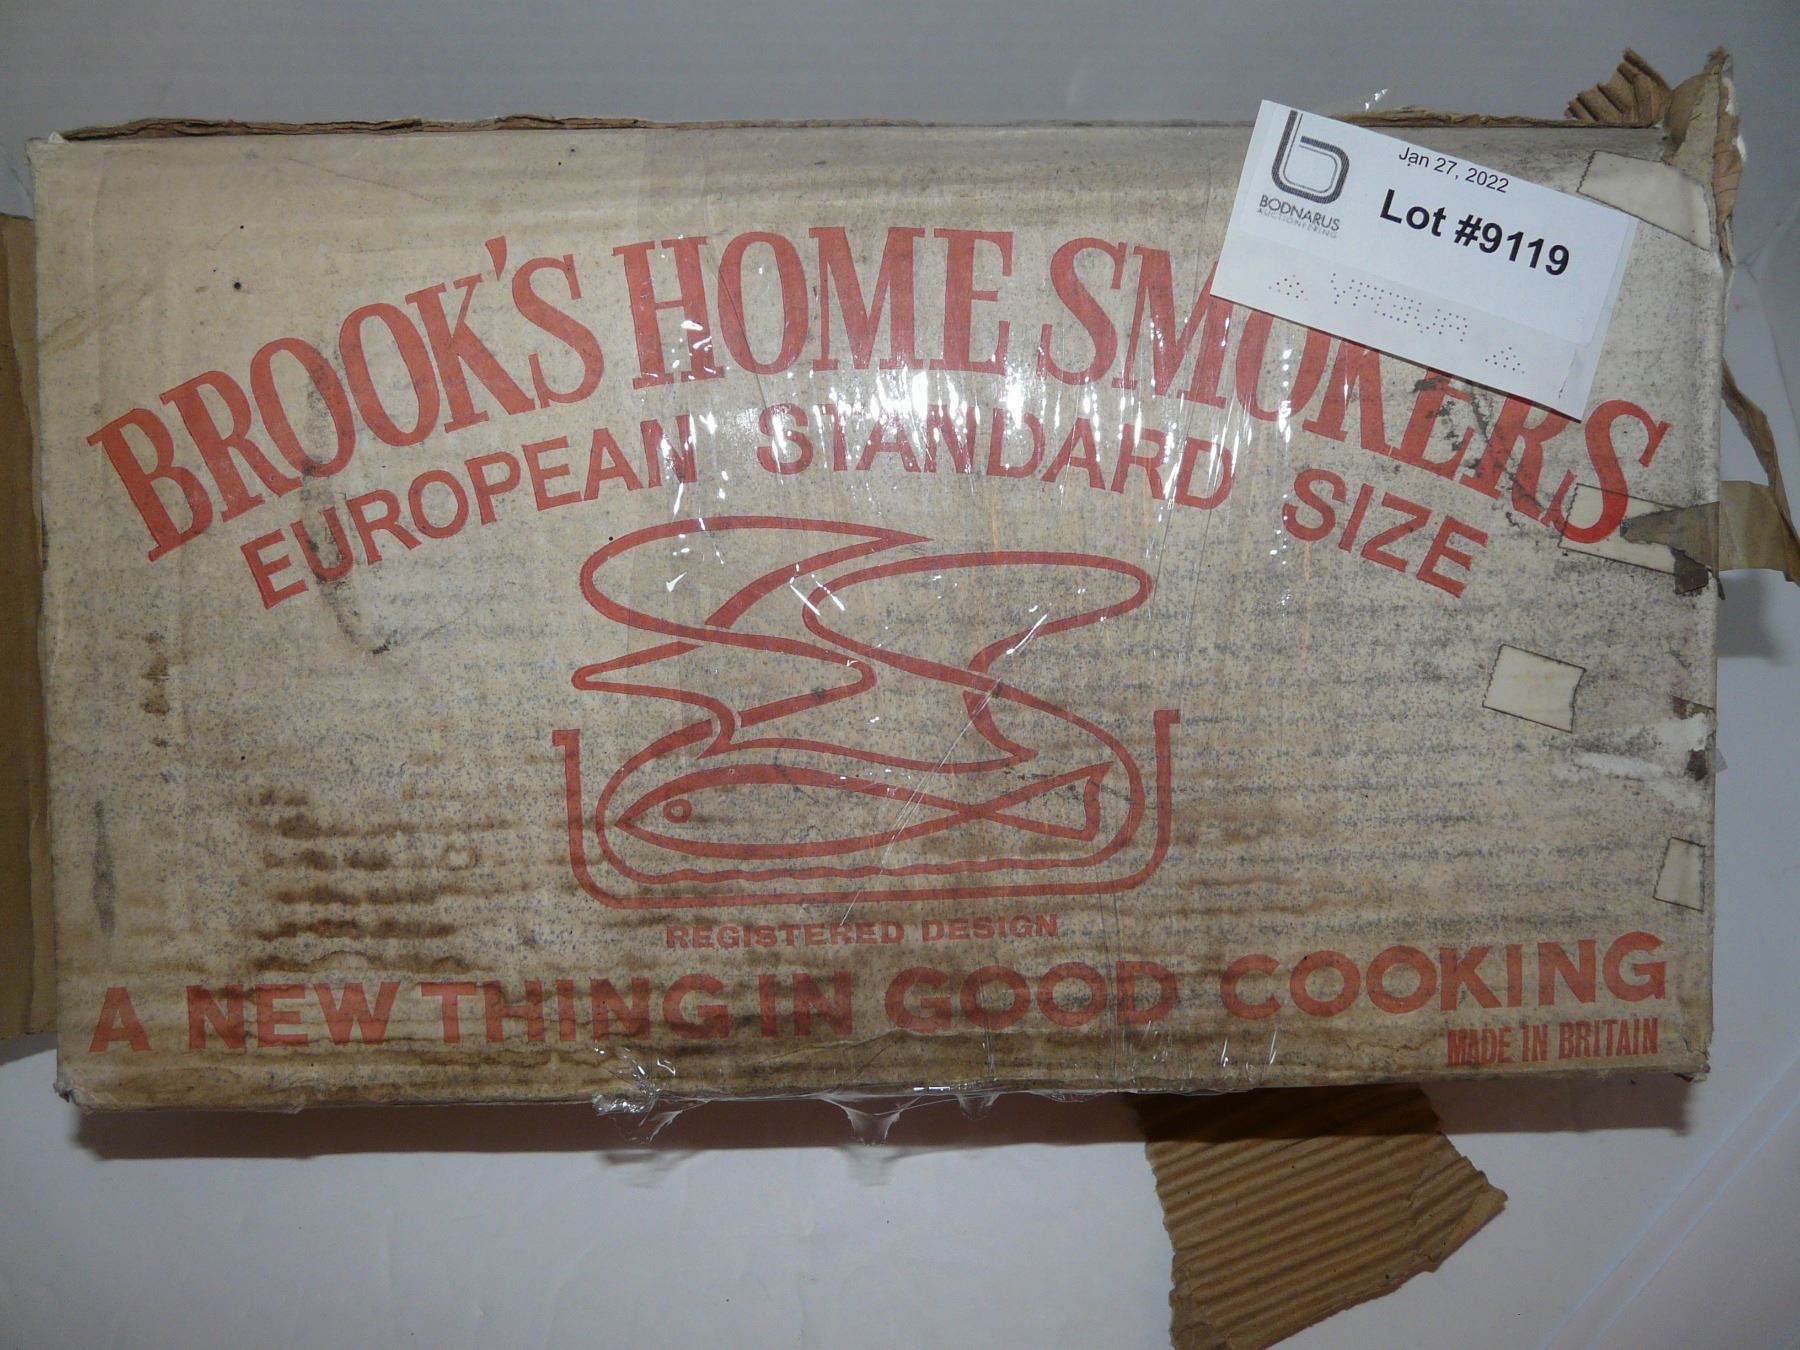 BODNARUS
AUCTIONEERING
Jan 27, 2022
Lot #9119
BROOK'S HOME SMOKERS
EUROPEAN STANDARD SIZE
REGISTERED DESIGN
A NEW THING IN GOOD COOKING
MADE IN BRITAIN